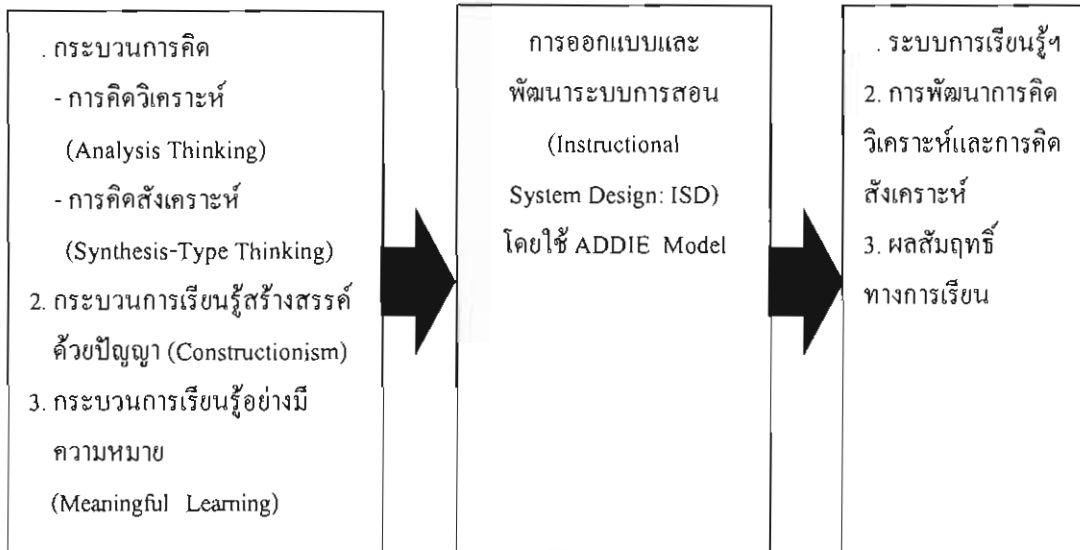 . กระบวนการคิด
- การคิดวิเคราะห์
(Analysis Thinking)
- การคิดสังเคราะห์
(Synthesis-Type Thinking)
2. กระบวนการเรียนรู้สร้างสรรค์
ด้วยปัญญา (Constructionism)
3. กระบวนการเรียนรู้อย่างมี
ความหมาย
(Meaningful Learning)
การออกแบบและ
พัฒนาระบบการสอน
(Instructional
System Design: ISD)
โดยใช้ ADDIE Model
. ระบบการเรียนรู้ฯ
2. การพัฒนาการคิด
วิเคราะห์และการคิด
สังเคราะห์
3. ผลสัมฤทธิ์
ทางการเรียน